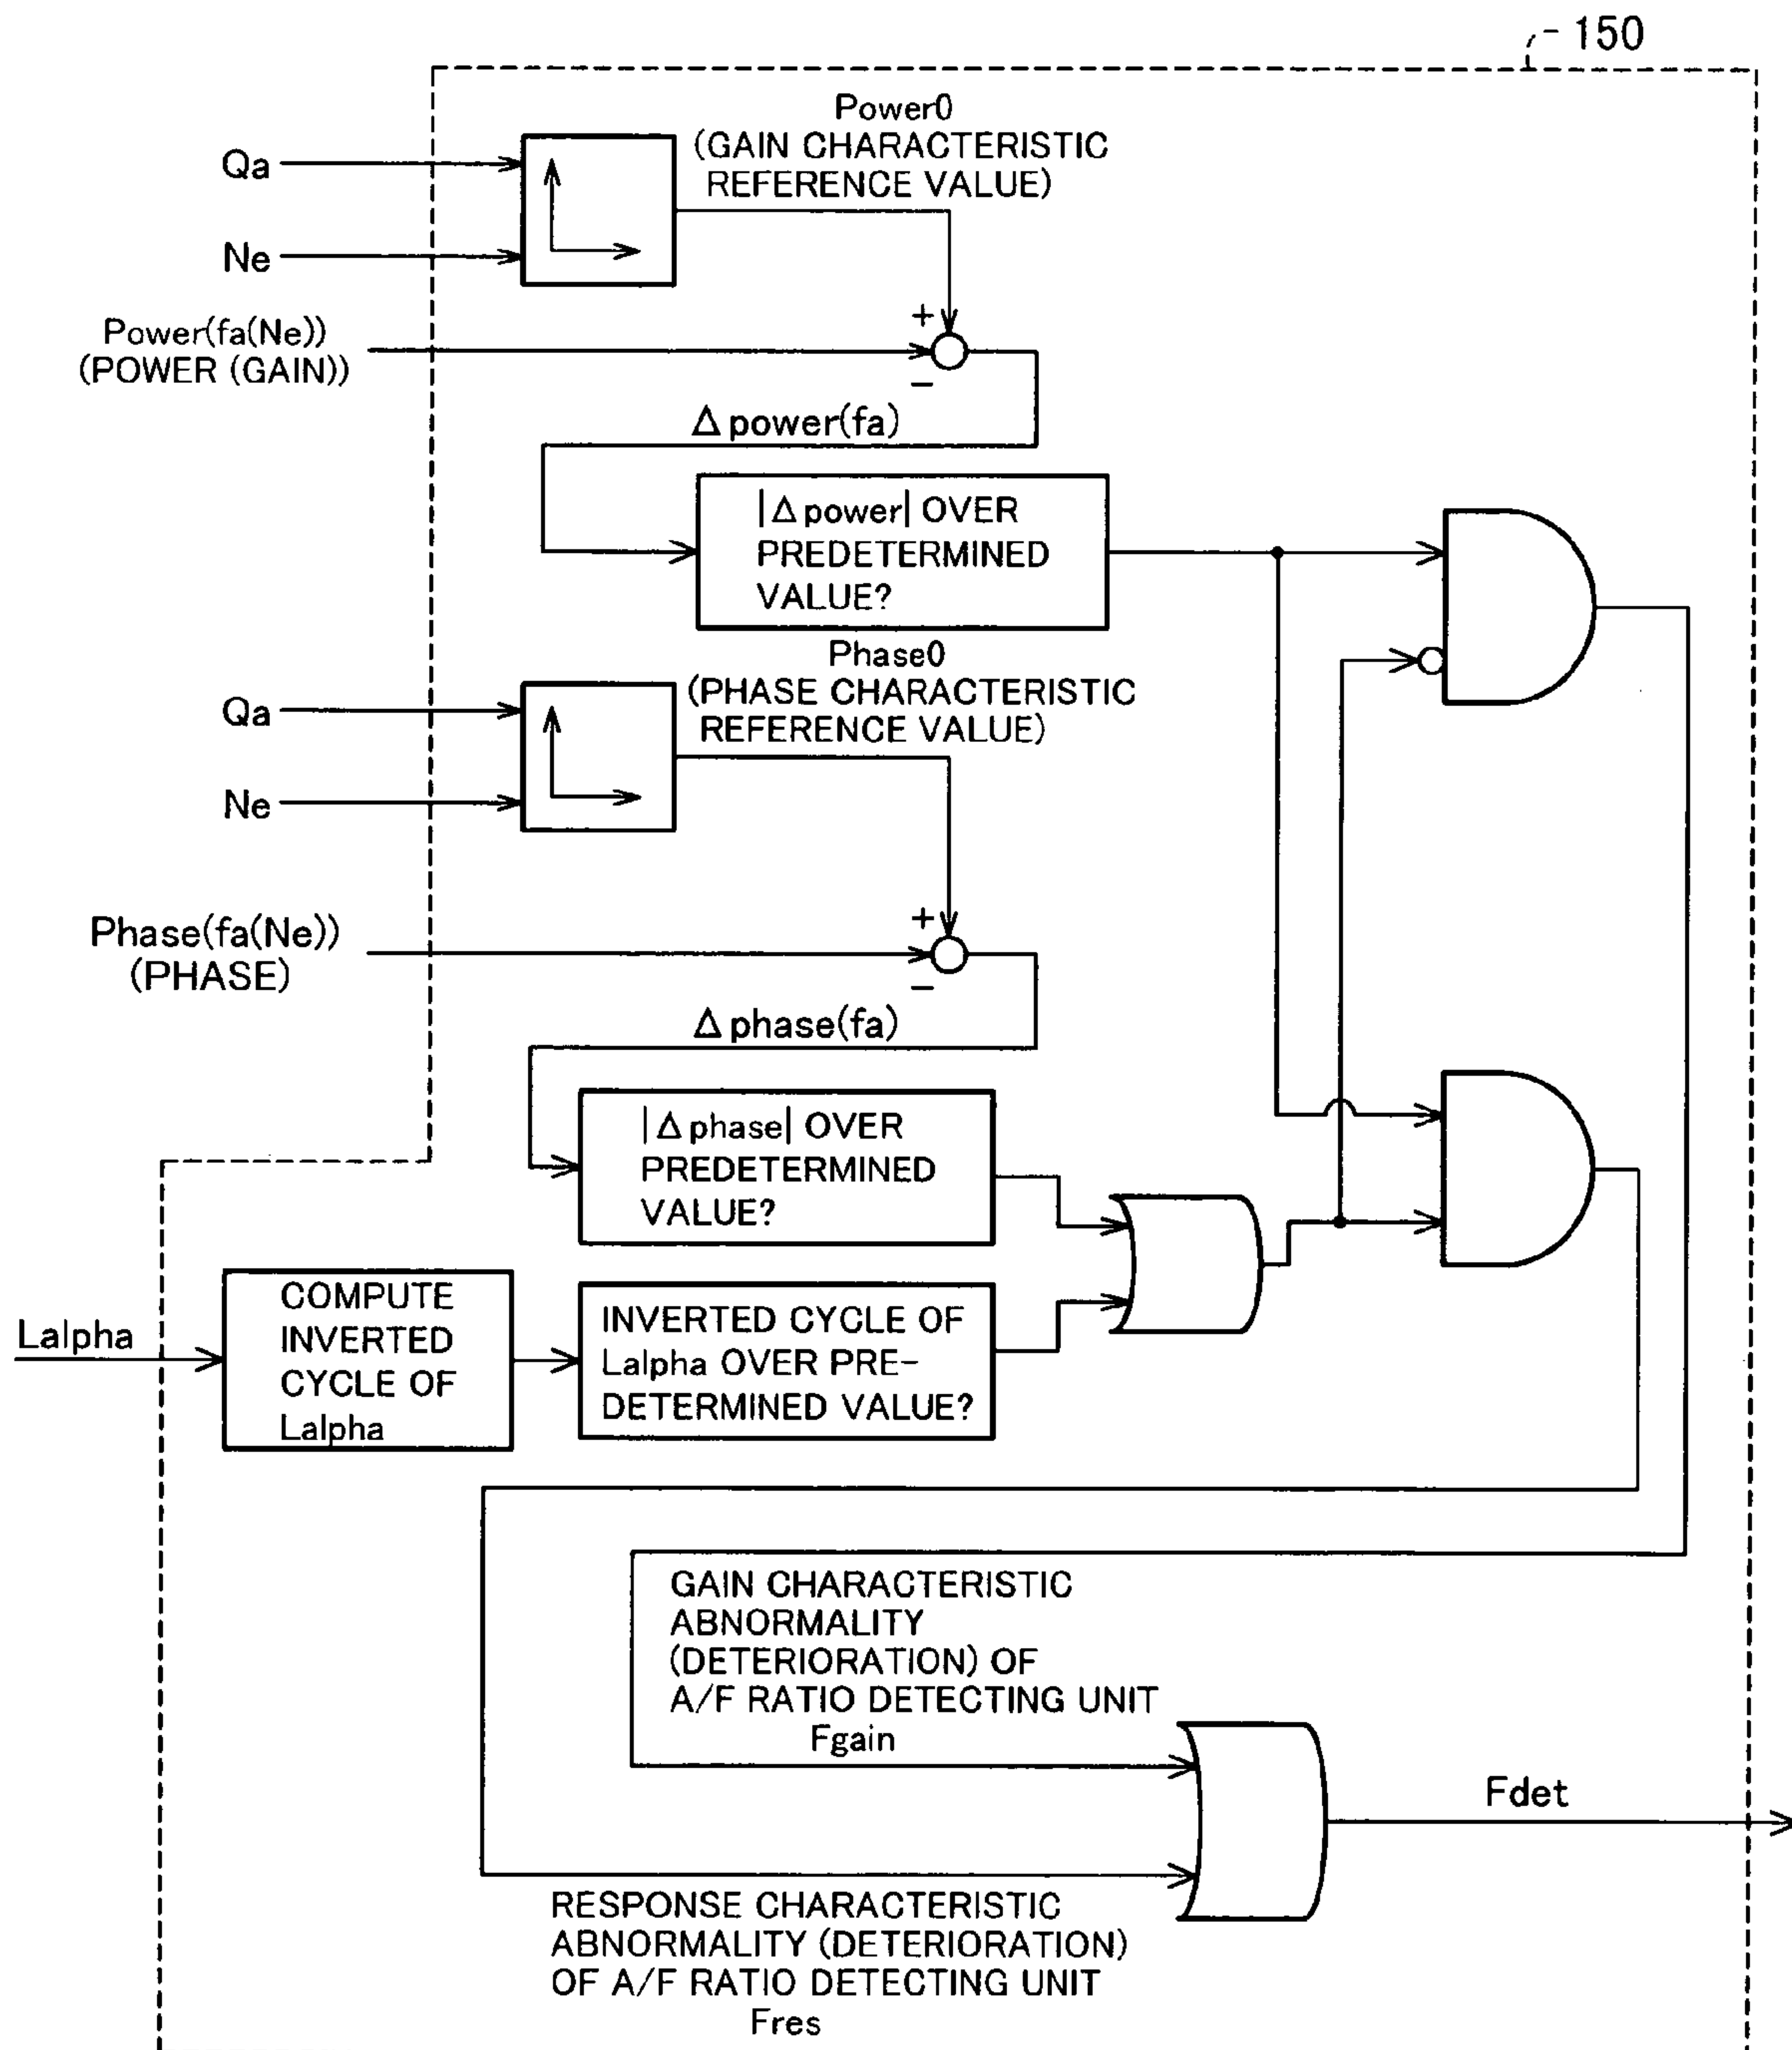 150
Power0
(GAIN CHARACTERISTIC
REFERENCE VALUE)
Qa
Ne
+
Power(fa(Ne))
(POWER (GAIN))
−
Δpower(fa)
|Δpower| OVER
PREDETERMINED
VALUE?
Phase0
(PHASE CHARACTERISTIC
REFERENCE VALUE)
Qa
Ne
+
Phase(fa(Ne))
(PHASE)
−
Δphase(fa)
|Δphase| OVER
PREDETERMINED
VALUE?
Lalpha
COMPUTE
INVERTED
CYCLE OF
Lalpha
INVERTED CYCLE OF
Lalpha OVER PRE-
DETERMINED VALUE?
GAIN CHARACTERISTIC
ABNORMALITY
(DETERIORATION) OF
A/F RATIO DETECTING UNIT
Fgain
Fdet
RESPONSE CHARACTERISTIC
ABNORMALITY (DETERIORATION)
OF A/F RATIO DETECTING UNIT
Fres